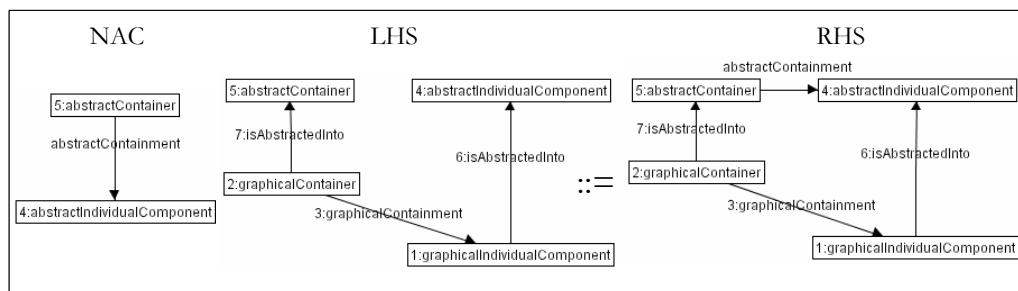 NAC
5:abstractContainer
abstractContainment
4:abstractIndividualComponent
LHS
5:abstractContainer
4:abstractIndividualComponent
7:isAbstractedInto
6:isAbstractedInto
2:graphicalContainer
3:graphicalContainment
1:graphicalIndividualComponent
::=
RHS
abstractContainment
5:abstractContainer
4:abstractIndividualComponent
7:isAbstractedInto
6:isAbstractedInto
2:graphicalContainer
3:graphicalContainment
1:graphicalIndividualComponent